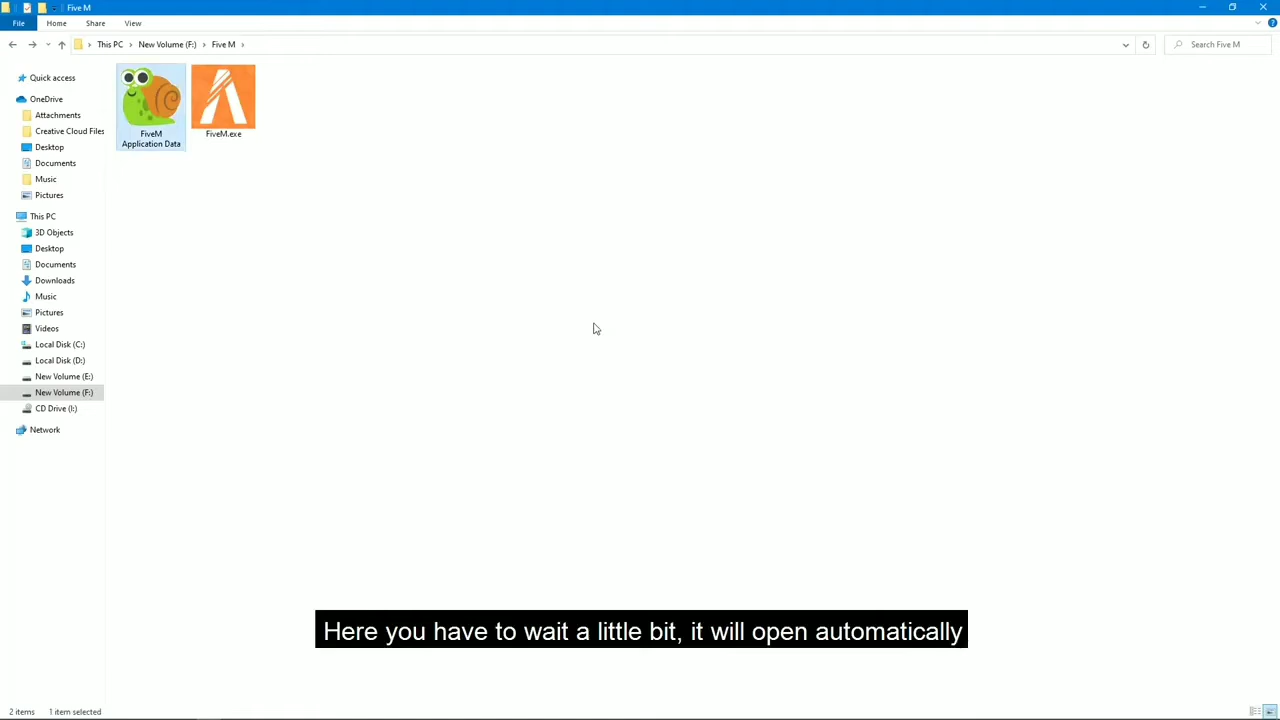 Five M
File
Home
Share
View
This PC
New Volume (F:)
Five M
Search Five M
Quick access
OneDrive
Attachments
Creative Cloud Files
Desktop
Documents
Music
Pictures
This PC
3D Objects
Desktop
Documents
Downloads
Music
Pictures
Videos
Local Disk (C:)
Local Disk (D:)
New Volume (E:)
New Volume (F:)
CD Drive (I:)
Network
FiveM
Application Data
FiveM.exe
Here you have to wait a little bit, it will open automatically
2 items
1 item selected